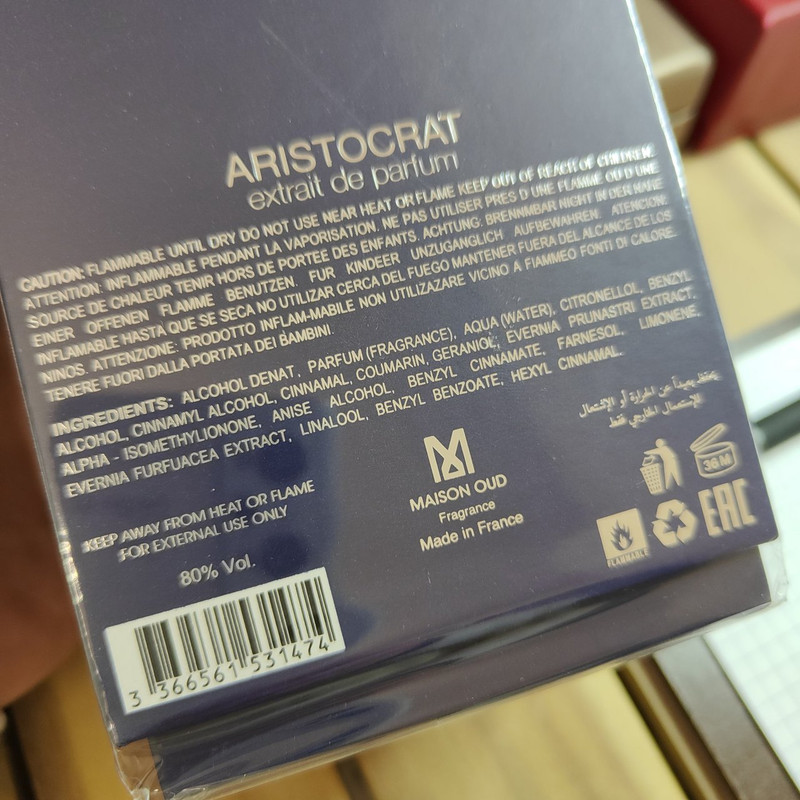 ARISTOCRAT
extrait de parfum
CAUTION: FLAMMABLE UNTIL DRY DO NOT USE NEAR HEAT OR FLAME KEEP OUT OF REACH OF CHILDREN.
ATTENTION: INFLAMMABLE PENDANT LA VAPORISATION. NE PAS UTILISER PRES D'UNE FLAMME OU D'UNE
SOURCE DE CHALEUR TENIR HORS DE PORTEE DES ENFANTS. ACHTUNG: BRENNMBAR NICHT IN DER NAHE
EINER OFFENEN FLAMME BENUTZEN. FUR KINDEER UNZUGANGLICH AUFBEWAHREN. ATENCION:
INFLAMABLE HASTA QUE SE SECA NO UTILIZAR CERCA DEL FUEGO MANTENER FUERA DEL ALCANCE DE LOS
NINOS. ATTENZIONE: PRODOTTO INFLAM-MABILE NON UTILIZAZARE VICINO A FIAMMEO FONTI DI CALORE.
TENERE FUORI DALLA PORTATA DEI BAMBINI.
INGREDIENTS: ALCOHOL DENAT, PARFUM (FRAGRANCE), AQUA (WATER), CITRONELLOL, BENZYL
ALCOHOL, CINNAMYL ALCOHOL, CINNAMAL, COUMARIN, GERANIOL, EVERNIA PRUNASTRI EXTRACT,
ALPHA - ISOMETHYLIONONE, ANISE ALCOHOL, BENZYL CINNAMATE, FARNESOL, LIMONENE,
EVERNIA FURFUACEA EXTRACT, LINALOOL, BENZYL BENZOATE, HEXYL CINNAMAL.
يحفظ بعيداً عن الحرارة أو الإشتعال
الإستعمال الخارجي فقط
KEEP AWAY FROM HEAT OR FLAME
FOR EXTERNAL USE ONLY
80% Vol.
MAISON OUD
Fragrance
Made in France
36 M
FLAMMABLE
EAC
3 366561 531474